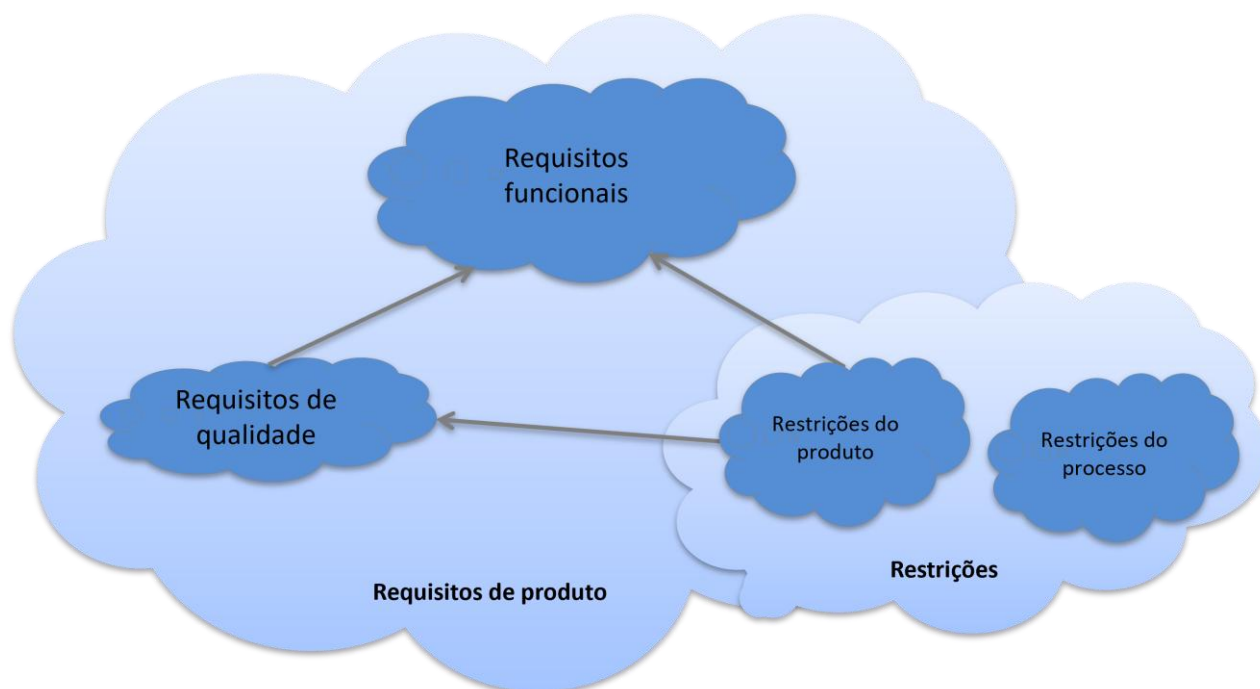 Requisitos
funcionais
Requisitos de
qualidade
Restrições do
produto
Restrições do
processo
Restrições
Requisitos de produto